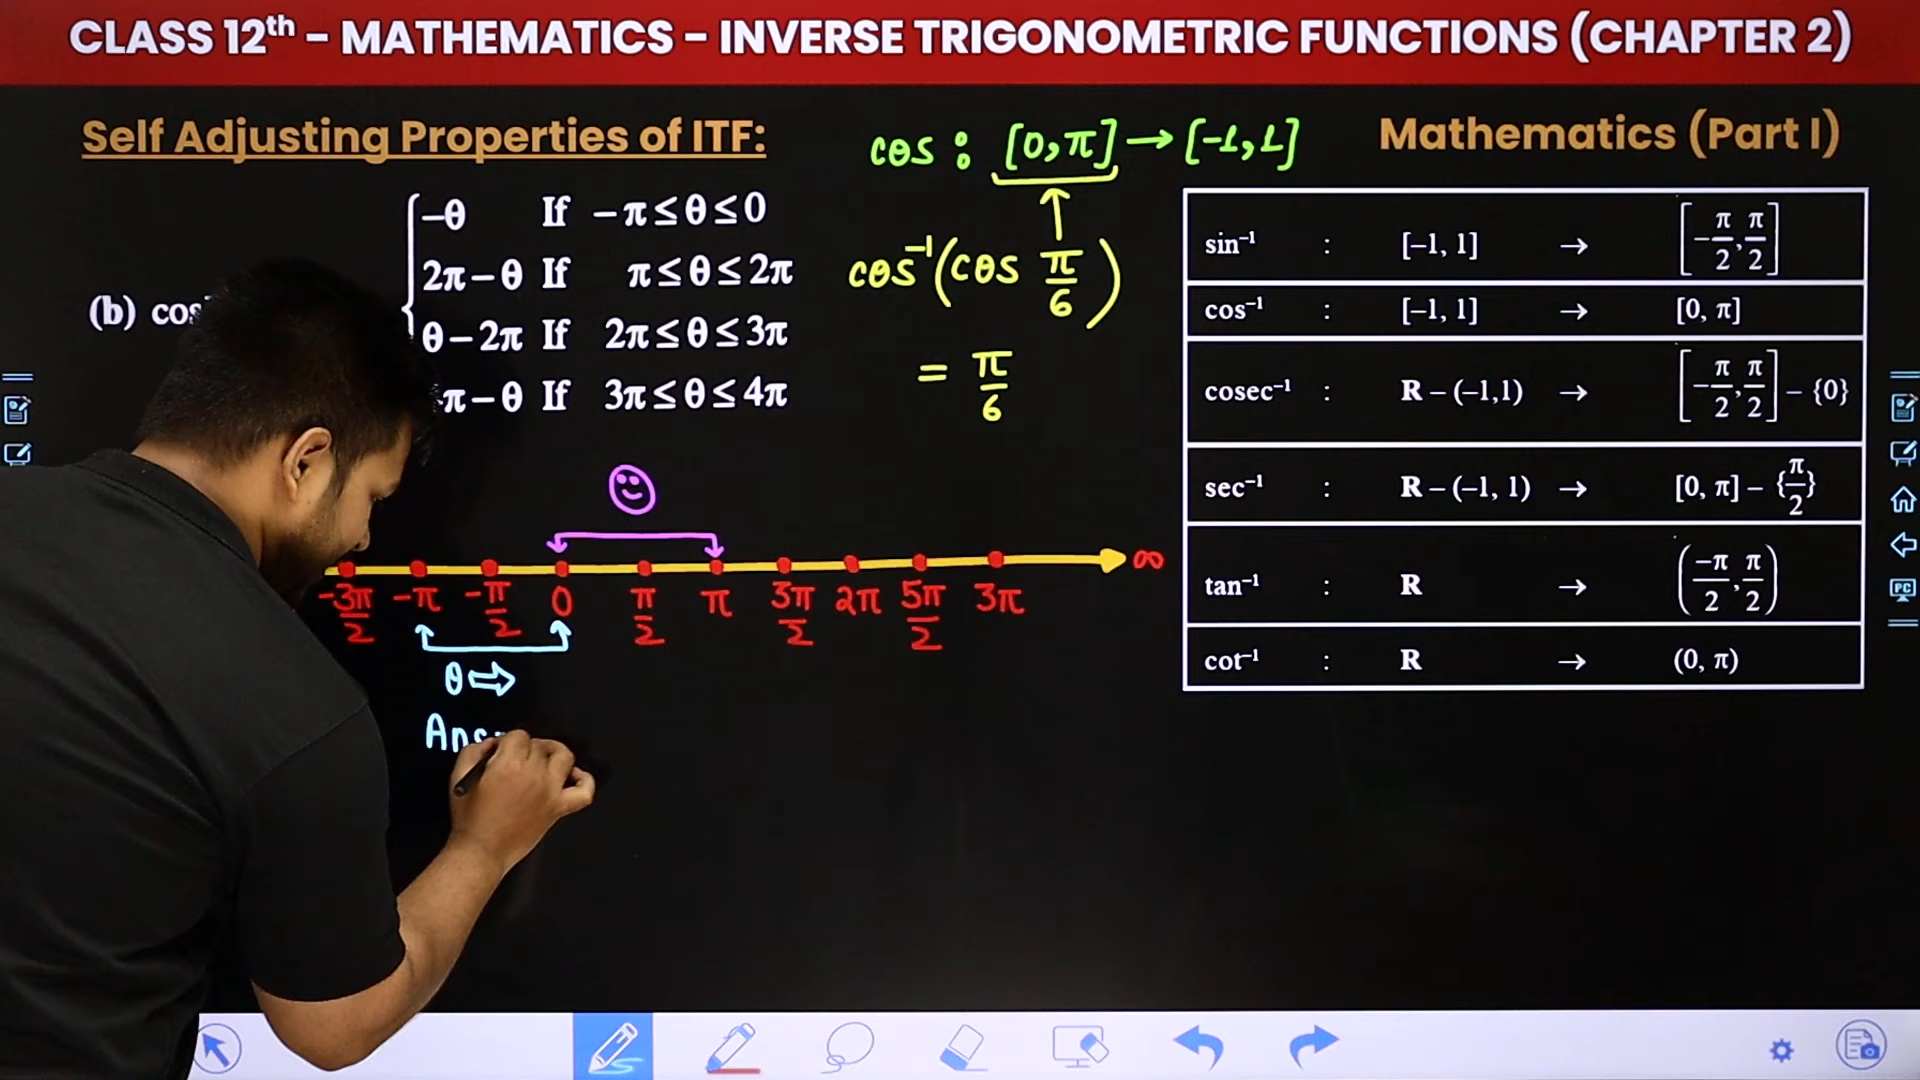 CLASS 12th – MATHEMATICS – INVERSE TRIGONOMETRIC FUNCTIONS (CHAPTER 2)
Self Adjusting Properties of ITF:
cos : [0,π] → [-1,1]
Mathematics (Part I)
–θ If –π≤θ≤0
2π–θ If π≤θ≤2π
(b) cos
θ–2π If 2π≤θ≤3π
π–θ If 3π≤θ≤4π
cos⁻¹(cos π/6)
= π/6
sin⁻¹ : [–1, 1] → [-π/2, π/2]
cos⁻¹ : [–1, 1] → [0, π]
cosec⁻¹ : R – (–1,1) → [-π/2, π/2] – {0}
sec⁻¹ : R – (–1, 1) → [0, π] – {π/2}
tan⁻¹ : R → (-π/2, π/2)
cot⁻¹ : R → (0, π)
∞
-3π/2 -π -π/2 0 π/2 π 3π/2 2π 5π/2 3π
θ ⇒
Ans
PC